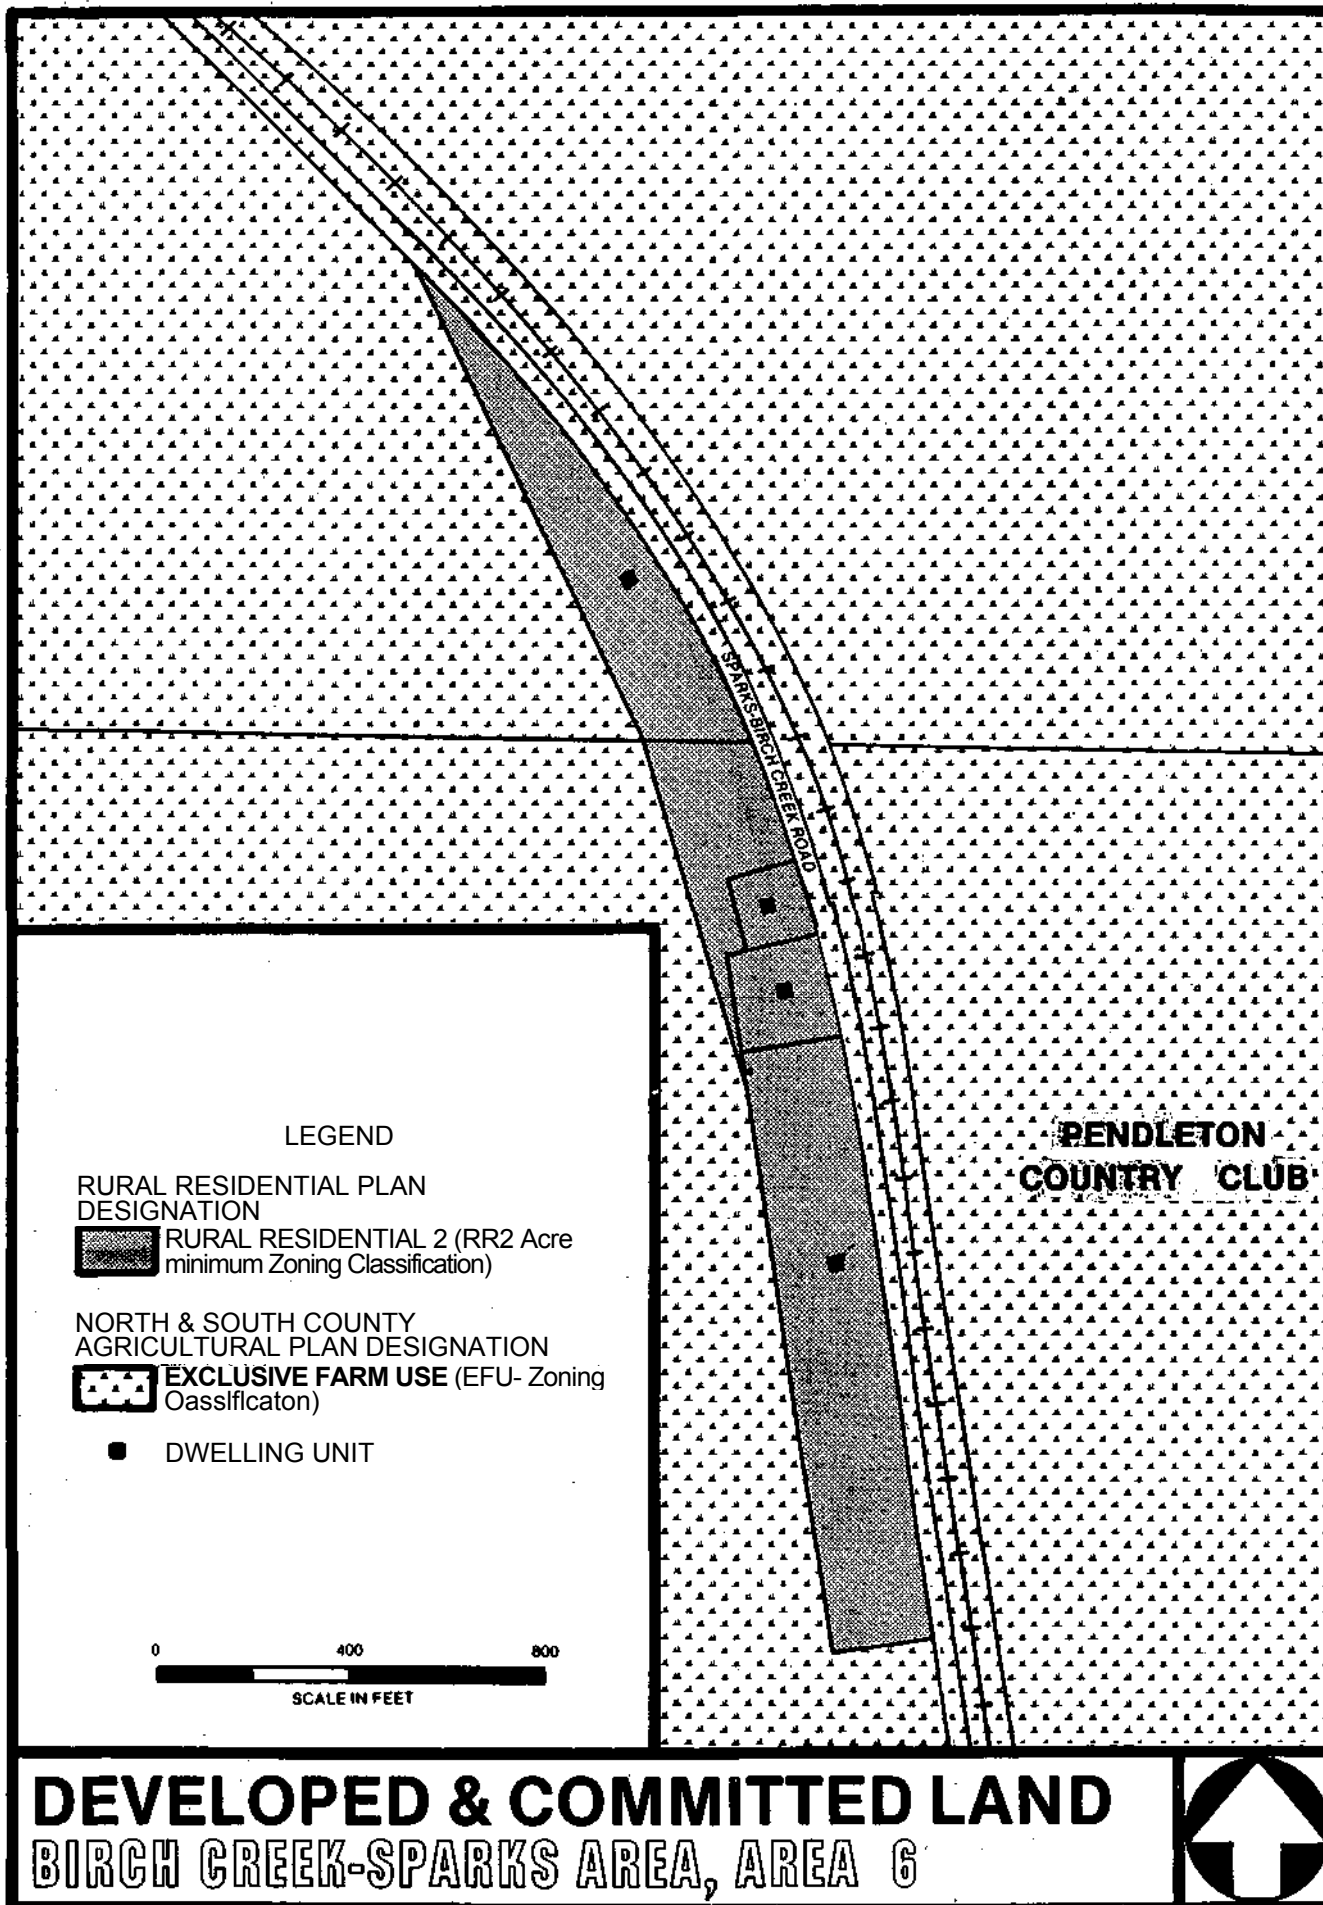 SPARKS-BIRCH CREEK ROAD
PENDLETON
COUNTRY CLUB
LEGEND
RURAL RESIDENTIAL PLAN
DESIGNATION
RURAL RESIDENTIAL 2 (RR2 Acre
minimum Zoning Classification)
NORTH & SOUTH COUNTY
AGRICULTURAL PLAN DESIGNATION
EXCLUSIVE FARM USE (EFU- Zoning
Oasslflcaton)
DWELLING UNIT
0 400 800
SCALE IN FEET
DEVELOPED & COMMITTED LAND
BIRCH CREEK-SPARKS AREA, AREA 6